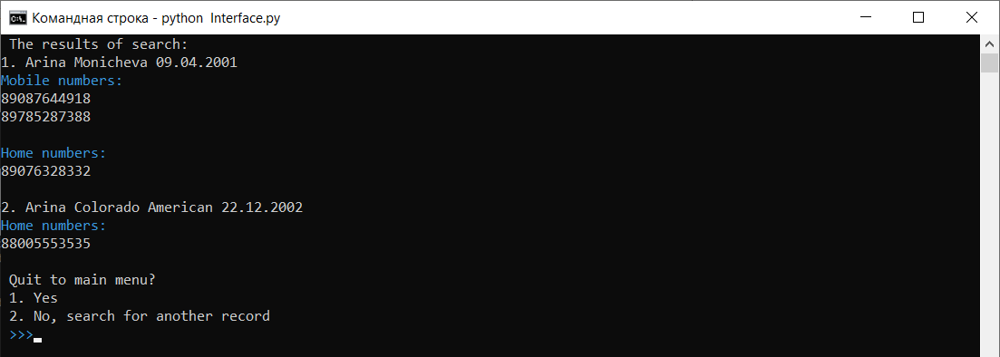 Командная строка - python Interface.py
The results of search:
1. Arina Monicheva 09.04.2001
Mobile numbers:
89087644918
89785287388
Home numbers:
89076328332
2. Arina Colorado American 22.12.2002
Home numbers:
88005553535
Quit to main menu?
1. Yes
2. No, search for another record
>>>